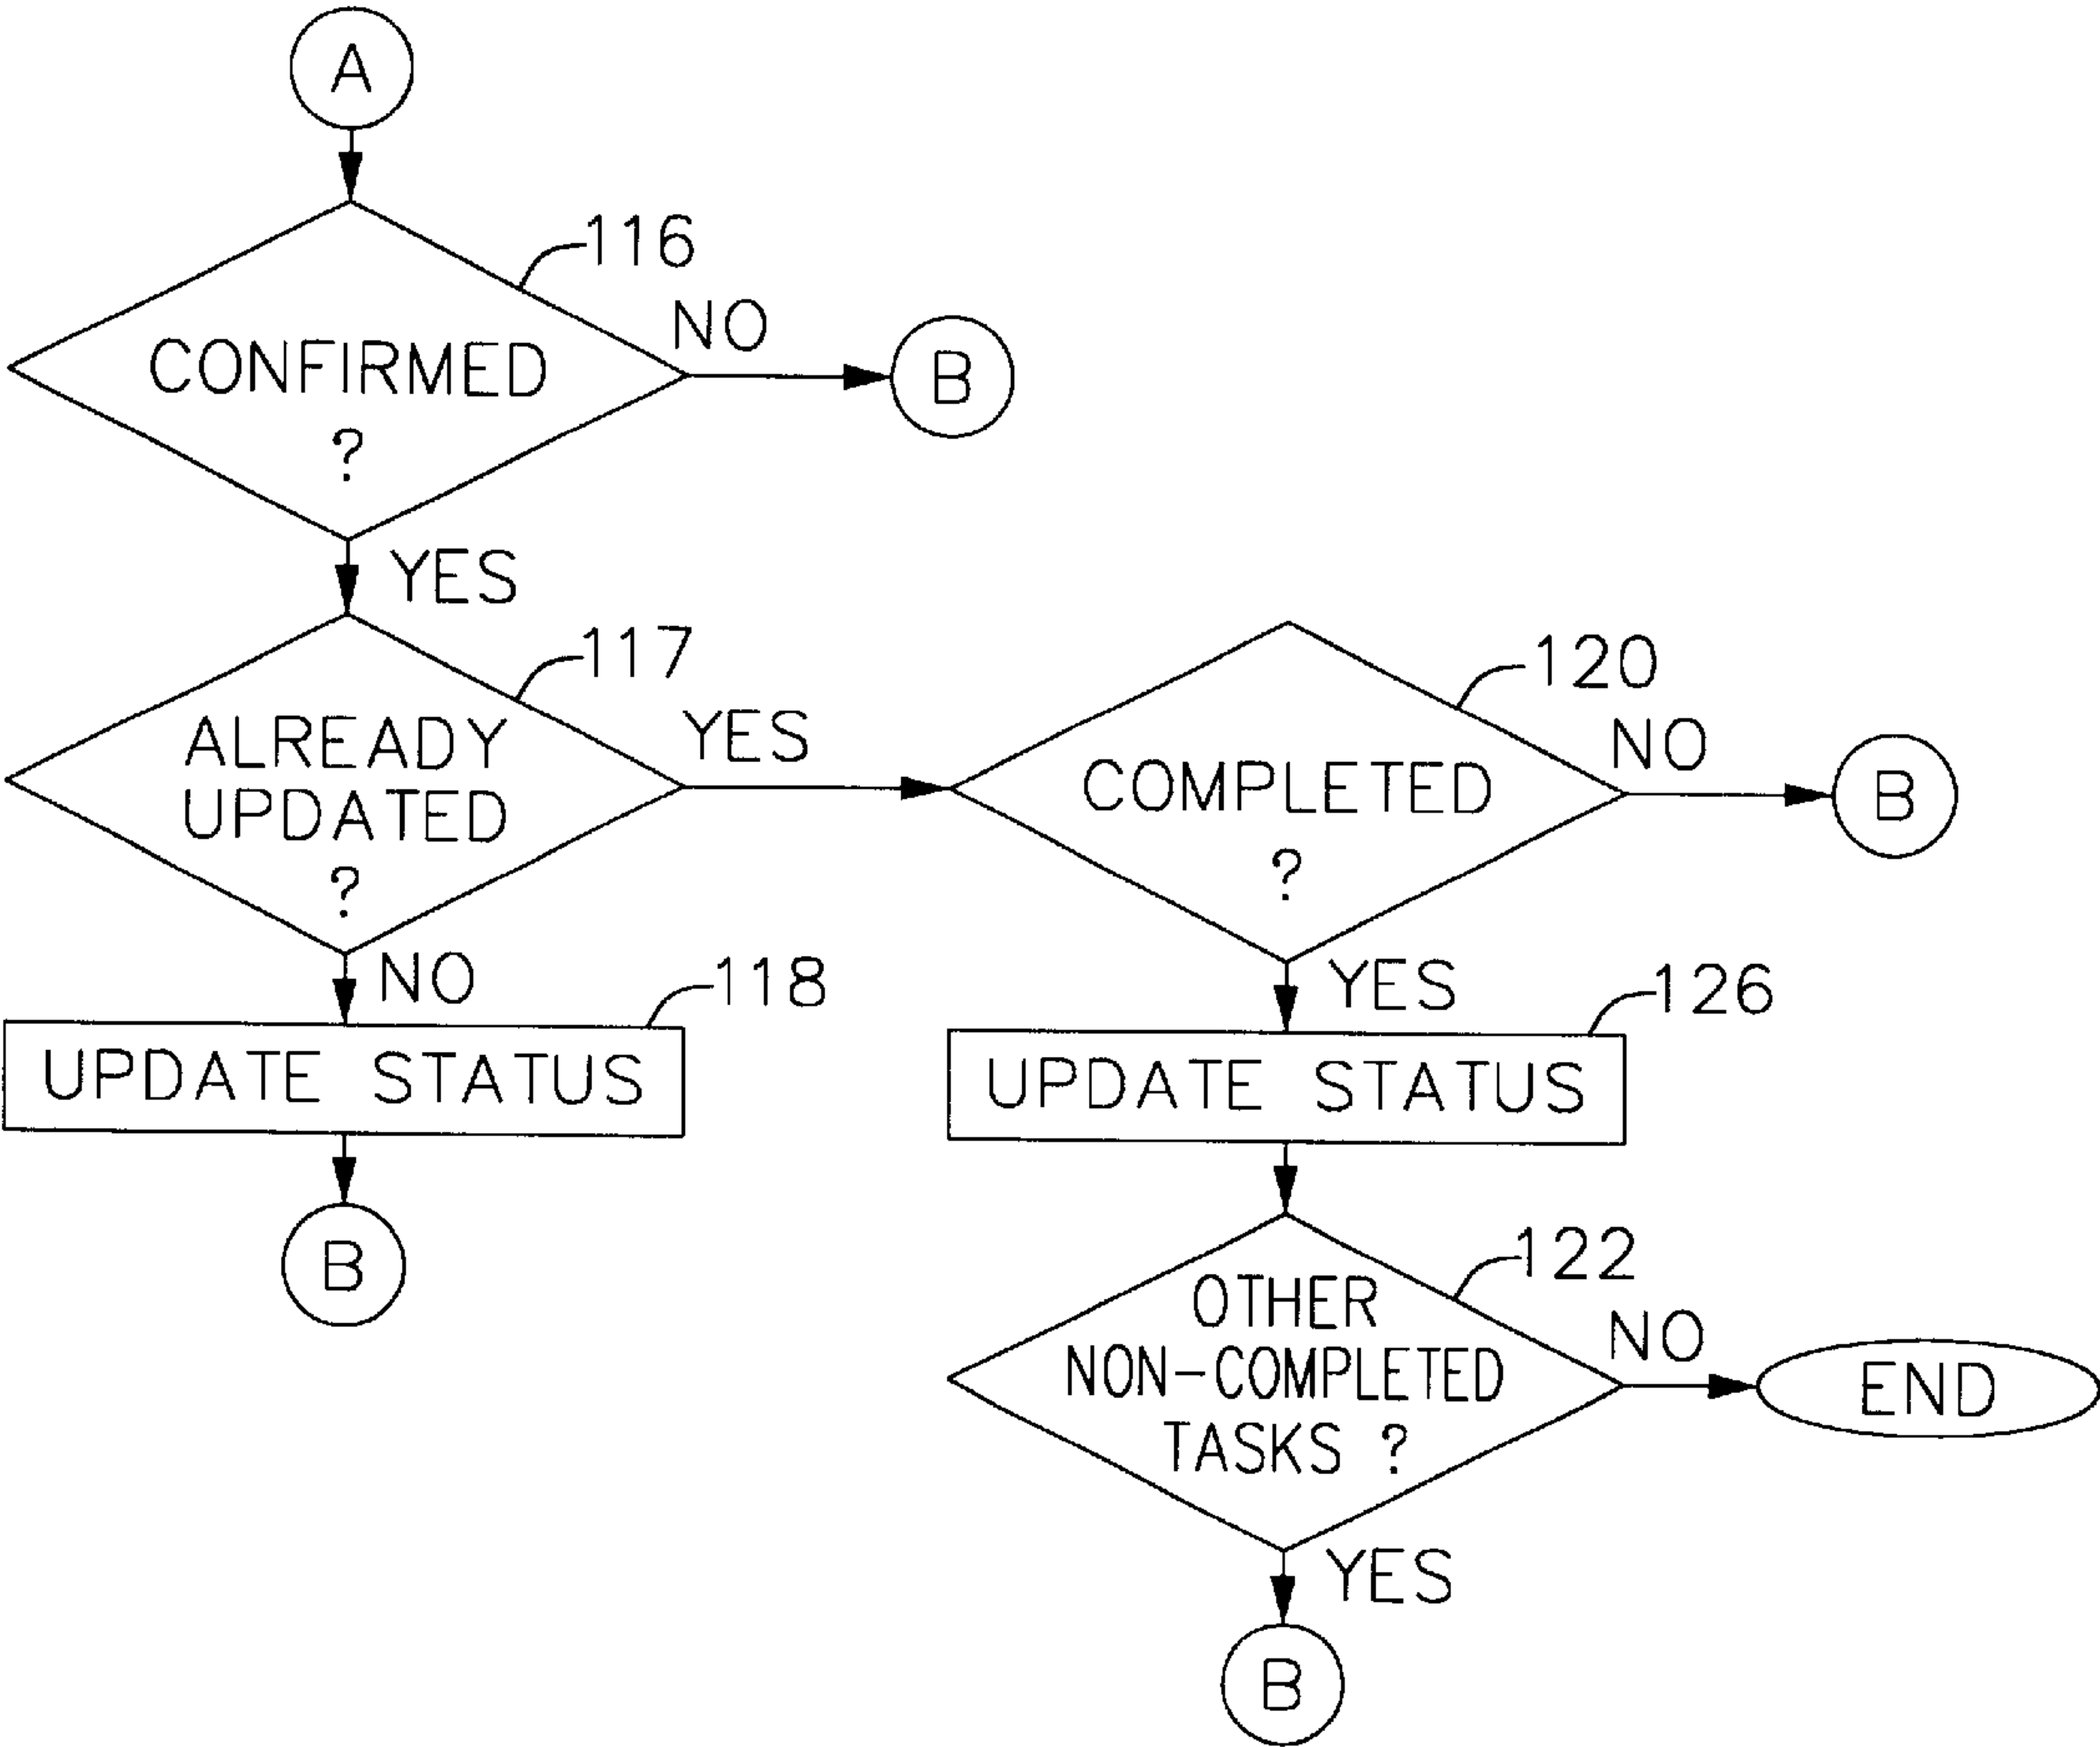 A
116
NO
CONFIRMED
?
B
YES
117
ALREADY
UPDATED
?
YES
120
COMPLETED
?
NO
B
NO
118
UPDATE STATUS
B
YES
126
UPDATE STATUS
122
OTHER
NON-COMPLETED
TASKS ?
NO
END
YES
B